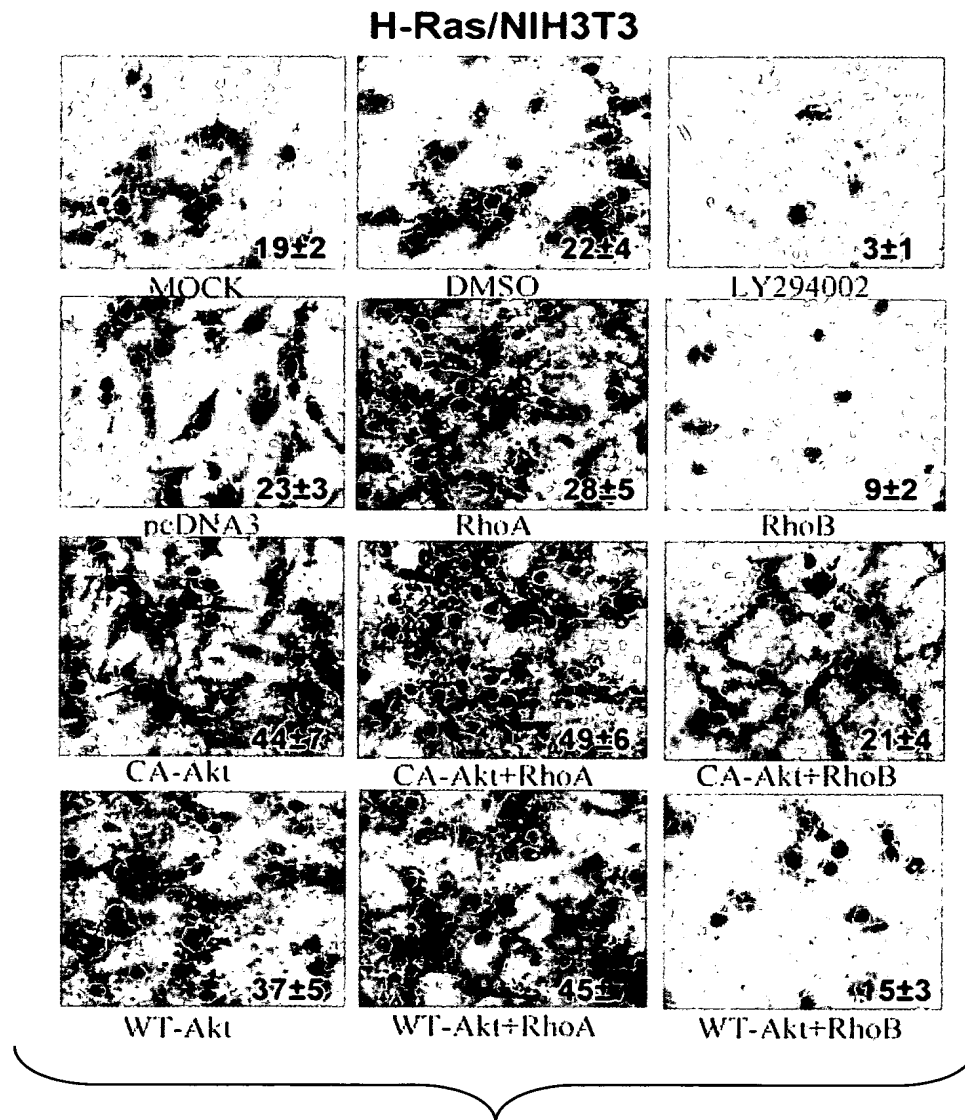 H-Ras/NIH3T3
19±2 22±4 3±1
MOCK DMSO LY294002
23±3 28±5 9±2
pcDNA3 RhoA RhoB
44±7 49±6 21±4
CA-Akt CA-Akt+RhoA CA-Akt+RhoB
37±5 45± 15±3
WT-Akt WT-Akt+RhoA WT-Akt+RhoB